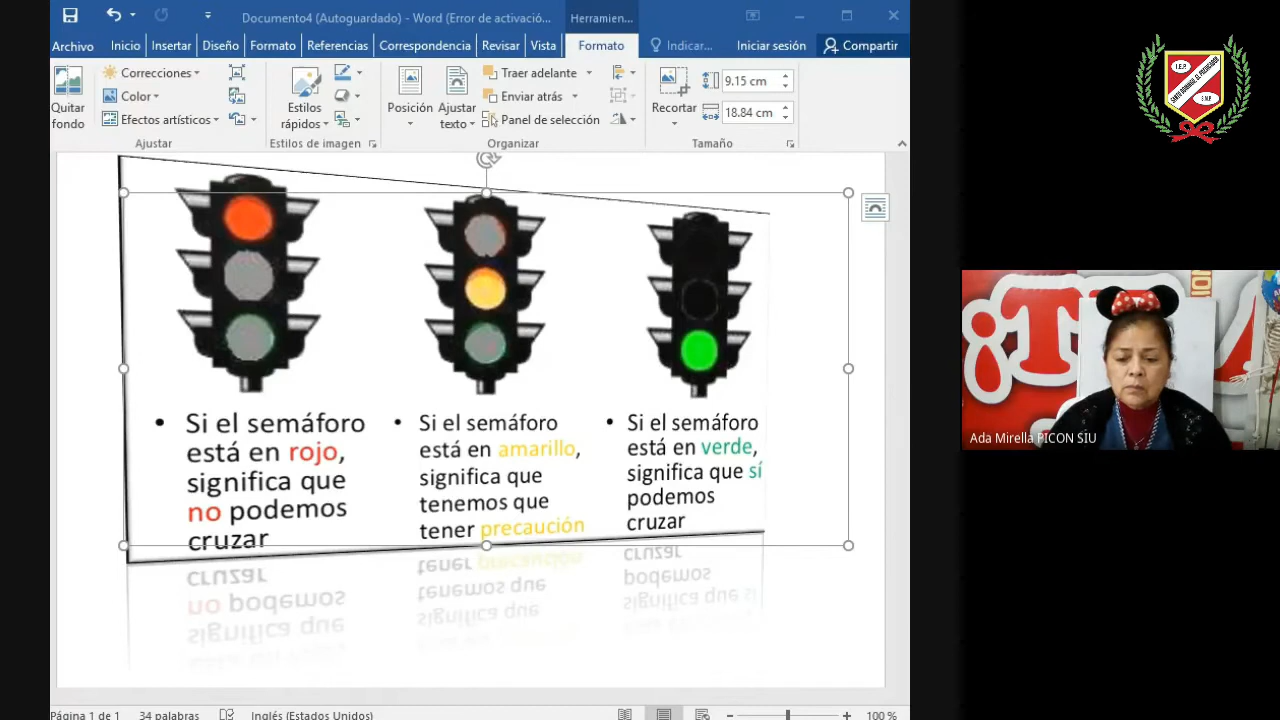 Documento4 (Autoguardado) - Word (Error de activació...
Herramien...
Archivo
Inicio
Insertar
Diseño
Formato
Referencias
Correspondencia
Revisar
Vista
Formato
Indicar...
Iniciar sesión
Compartir
Quitar fondo
Correcciones
Color
Efectos artísticos
Ajustar
Estilos rápidos
Estilos de imagen
Posición
Ajustar texto
Traer adelante
Enviar atrás
Panel de selección
Organizar
Recortar
9.15 cm
18.84 cm
Tamaño
• Si el semáforo
está en rojo,
significa que
no podemos
cruzar
• Si el semáforo
está en amarillo,
significa que
tenemos que
tener precaución
• Si el semáforo
está en verde,
significa que sí
podemos
cruzar
I.E.P.
Ada Mirella PICON SIU
Página 1 de 1
34 palabras
Inglés (Estados Unidos)
100 %